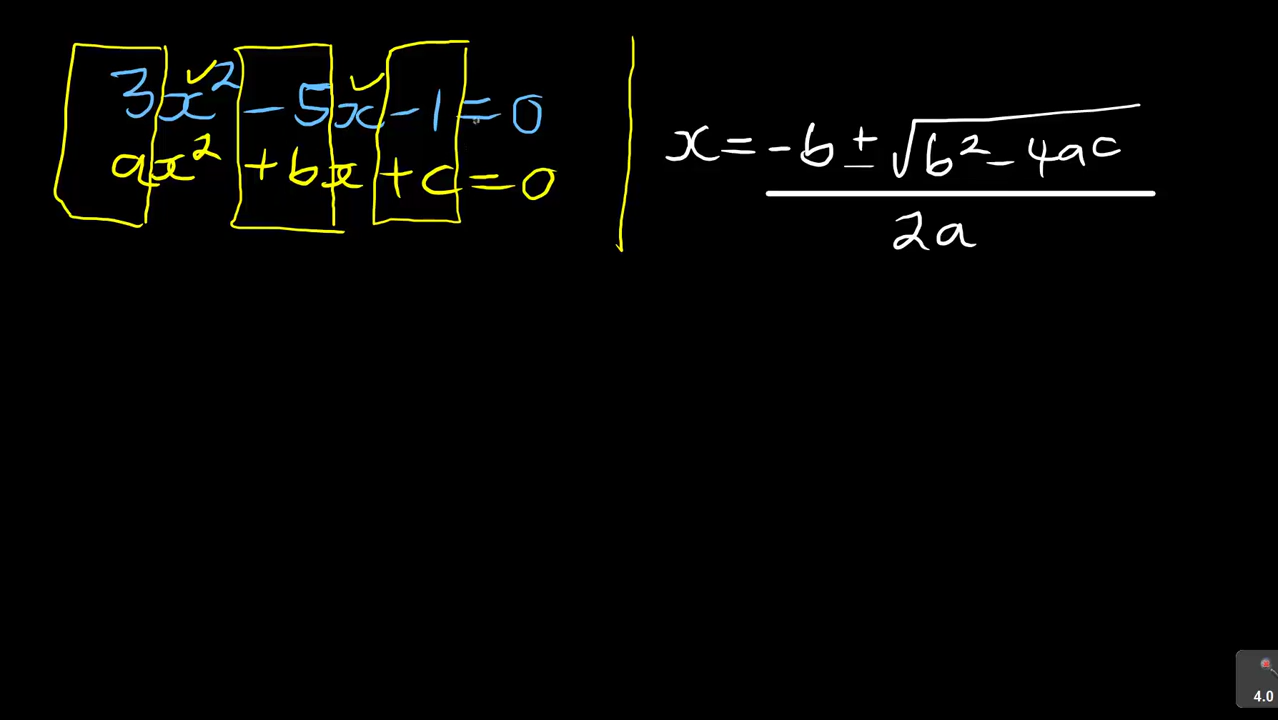 3x² - 5x - 1 = 0
ax² + bx + c = 0
x = -b ± √b² - 4ac
2a
4.0